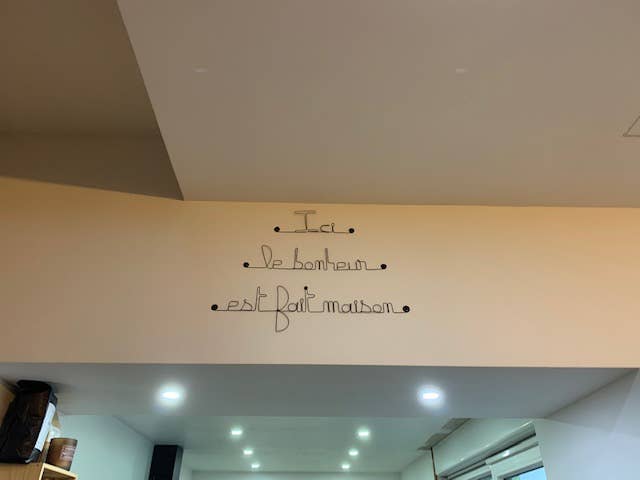 Ici
le bonheur
est fait maison